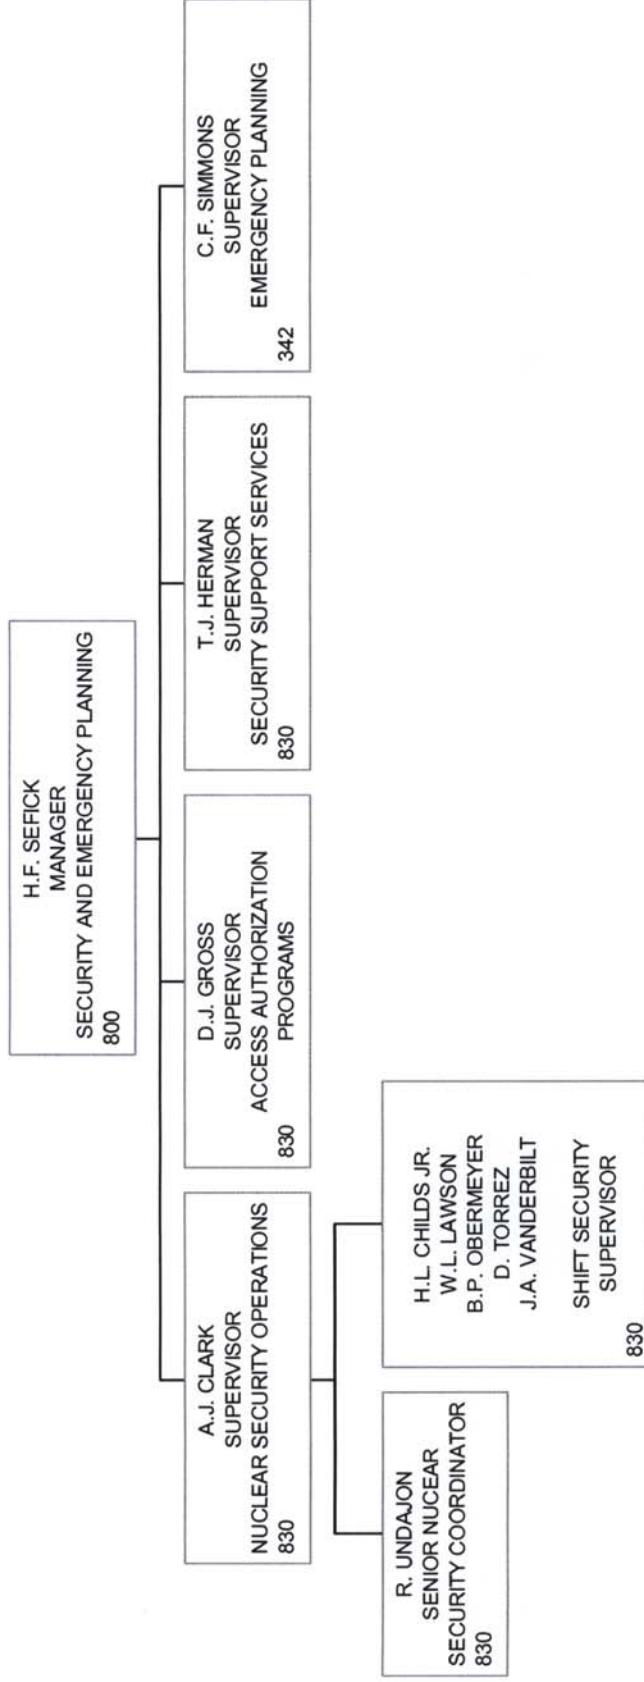 H.F. SEFICK
MANAGER
SECURITY AND EMERGENCY PLANNING
800
A.J. CLARK
SUPERVISOR
NUCLEAR SECURITY OPERATIONS
830
D.J. GROSS
SUPERVISOR
ACCESS AUTHORIZATION
PROGRAMS
830
T.J. HERMAN
SUPERVISOR
SECURITY SUPPORT SERVICES
830
C.F. SIMMONS
SUPERVISOR
EMERGENCY PLANNING
342
R. UNDAJON
SENIOR NUCEAR
SECURITY COORDINATOR
830
H.L. CHILDS JR.
W.L. LAWSON
B.P. OBERMEYER
D. TORREZ
J.A. VANDERBILT
SHIFT SECURITY
SUPERVISOR
830